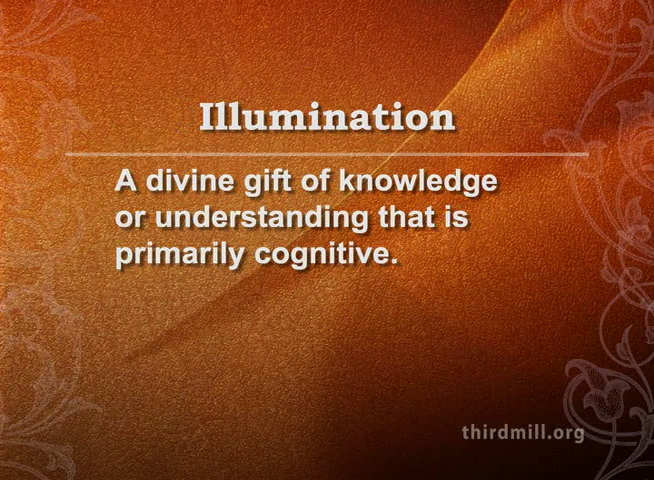 Illumination
A divine gift of knowledge
or understanding that is
primarily cognitive.
thirdmill.org